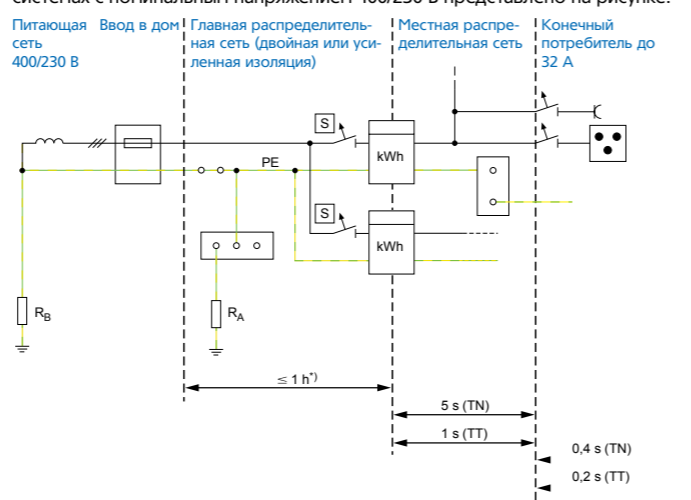 системах с номинальным напряжением 400/230 В представлено на рисунке.
Питающая сеть 400/230 В
Ввод в дом
Главная распределитель-
ная сеть (двойная или уси-
ленная изоляция)
Местная распре-
делительная сеть
Конечный
потребитель до
32 А
S
kWh
PE
S
kWh
R_B
R_A
≤ 1 h*)
5 s (TN)
1 s (TT)
0,4 s (TN)
0,2 s (TT)